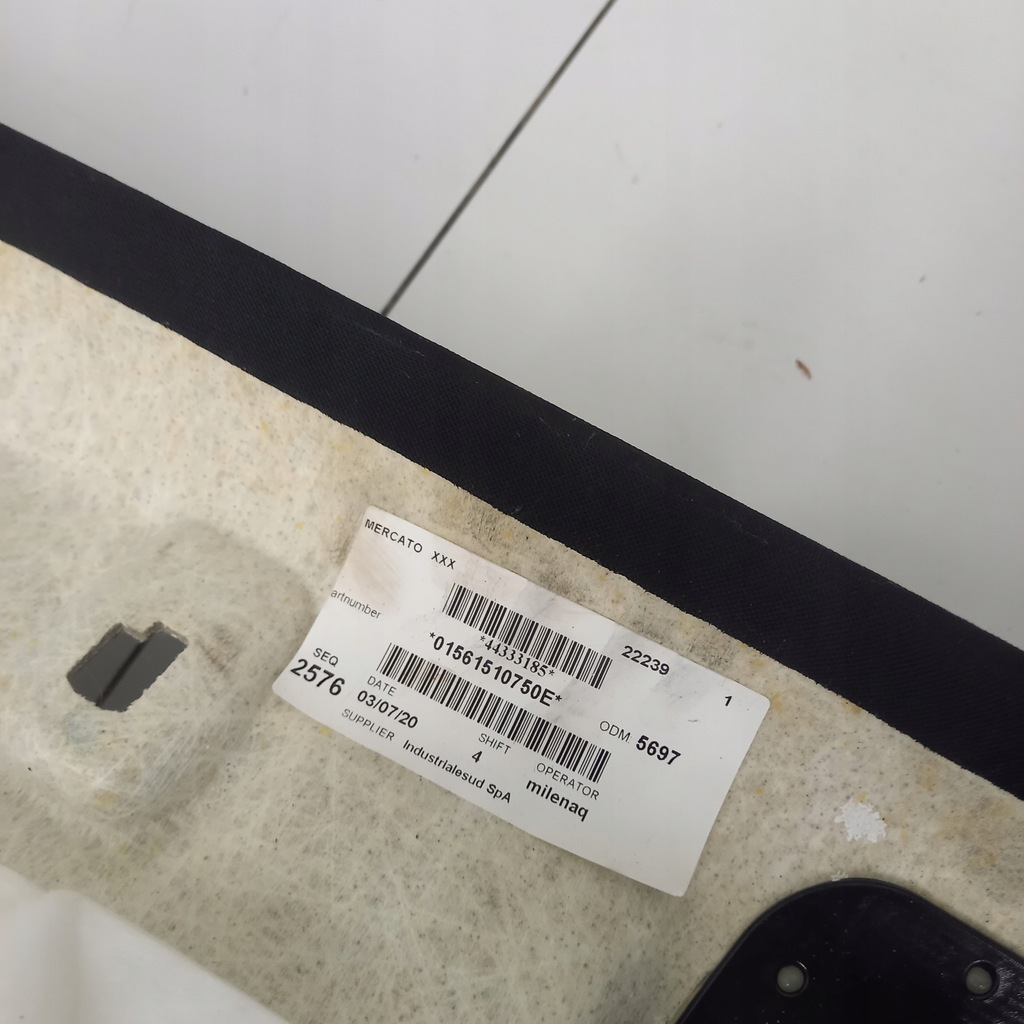 MERCATO XXX
*44333185*
22239
1
artnumber
*01561510750E*
SEQ
2576
DATE
03/07/20
ODM 5697
SHIFT
4
OPERATOR
milenaq
SUPPLIER Industrialesud SpA